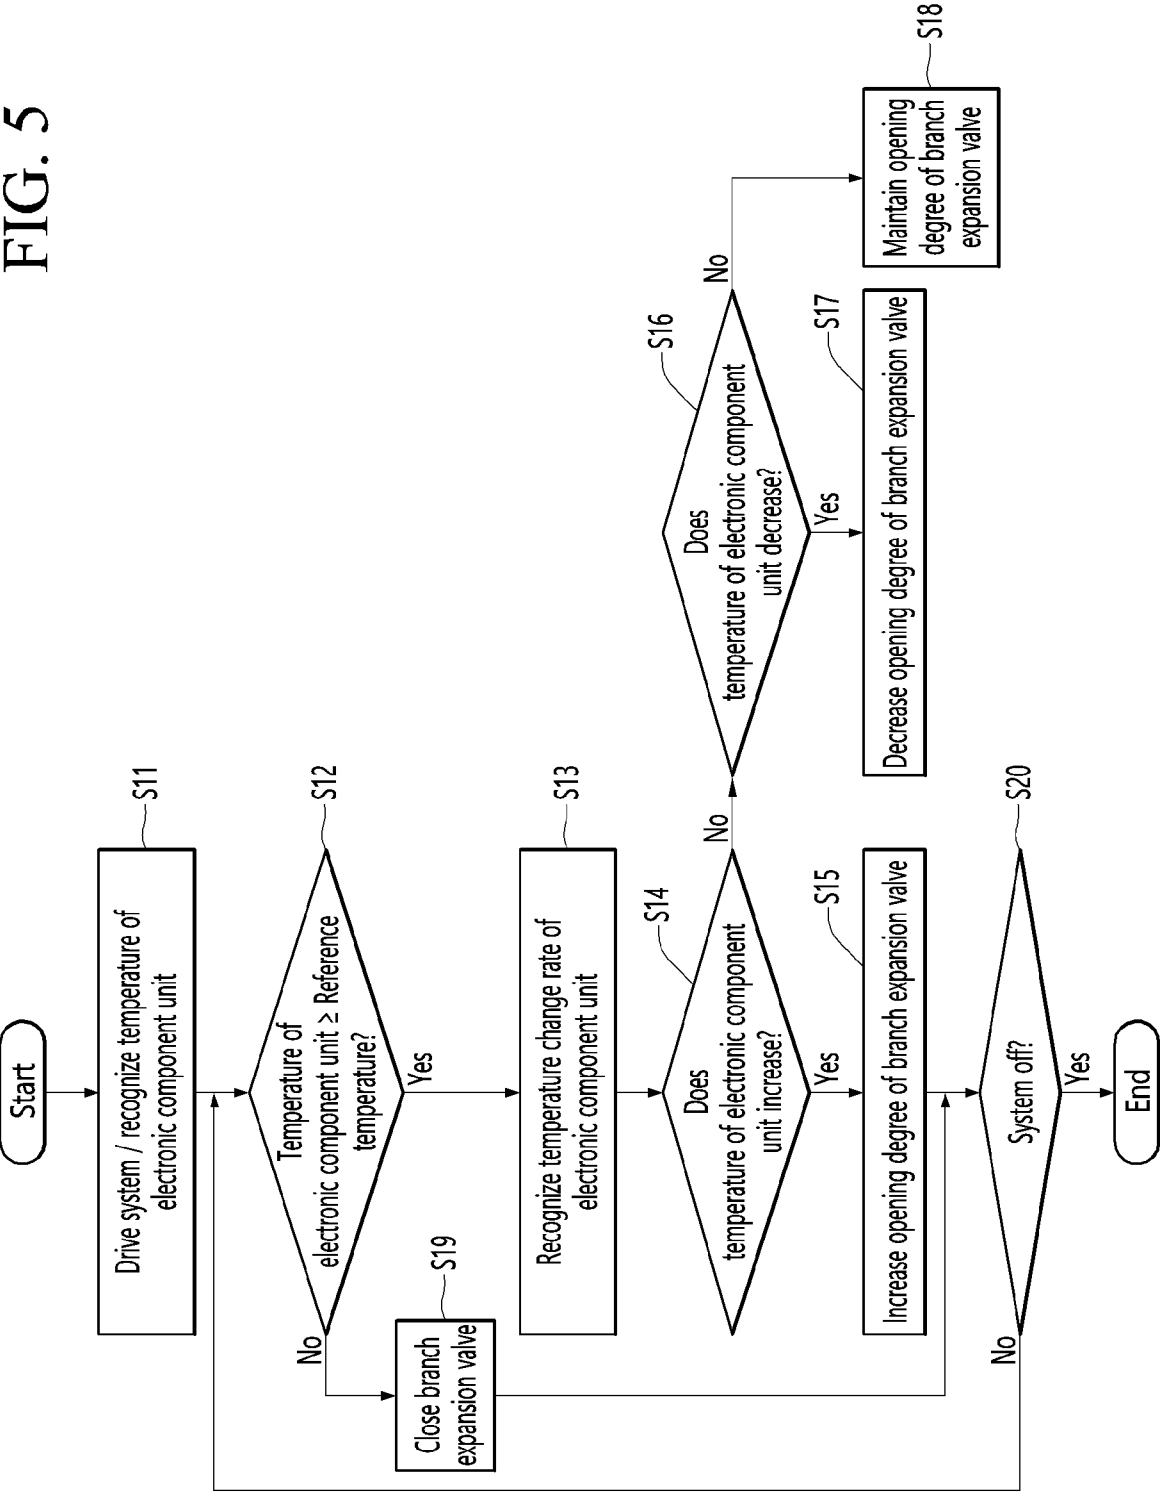 FIG. 5
Start
S11
Drive system / recognize temperature of
electronic component unit
S12
Temperature of
electronic component unit ≥ Reference
temperature?
No
Yes
S19
Close branch
expansion valve
S13
Recognize temperature change rate of
electronic component unit
S14
Does
temperature of electronic component
unit increase?
No
Yes
S16
Does
temperature of electronic component
unit decrease?
No
Yes
S15
Increase opening degree of branch expansion valve
S17
Decrease opening degree of branch expansion valve
S18
Maintain opening
degree of branch
expansion valve
S20
System off?
No
Yes
End